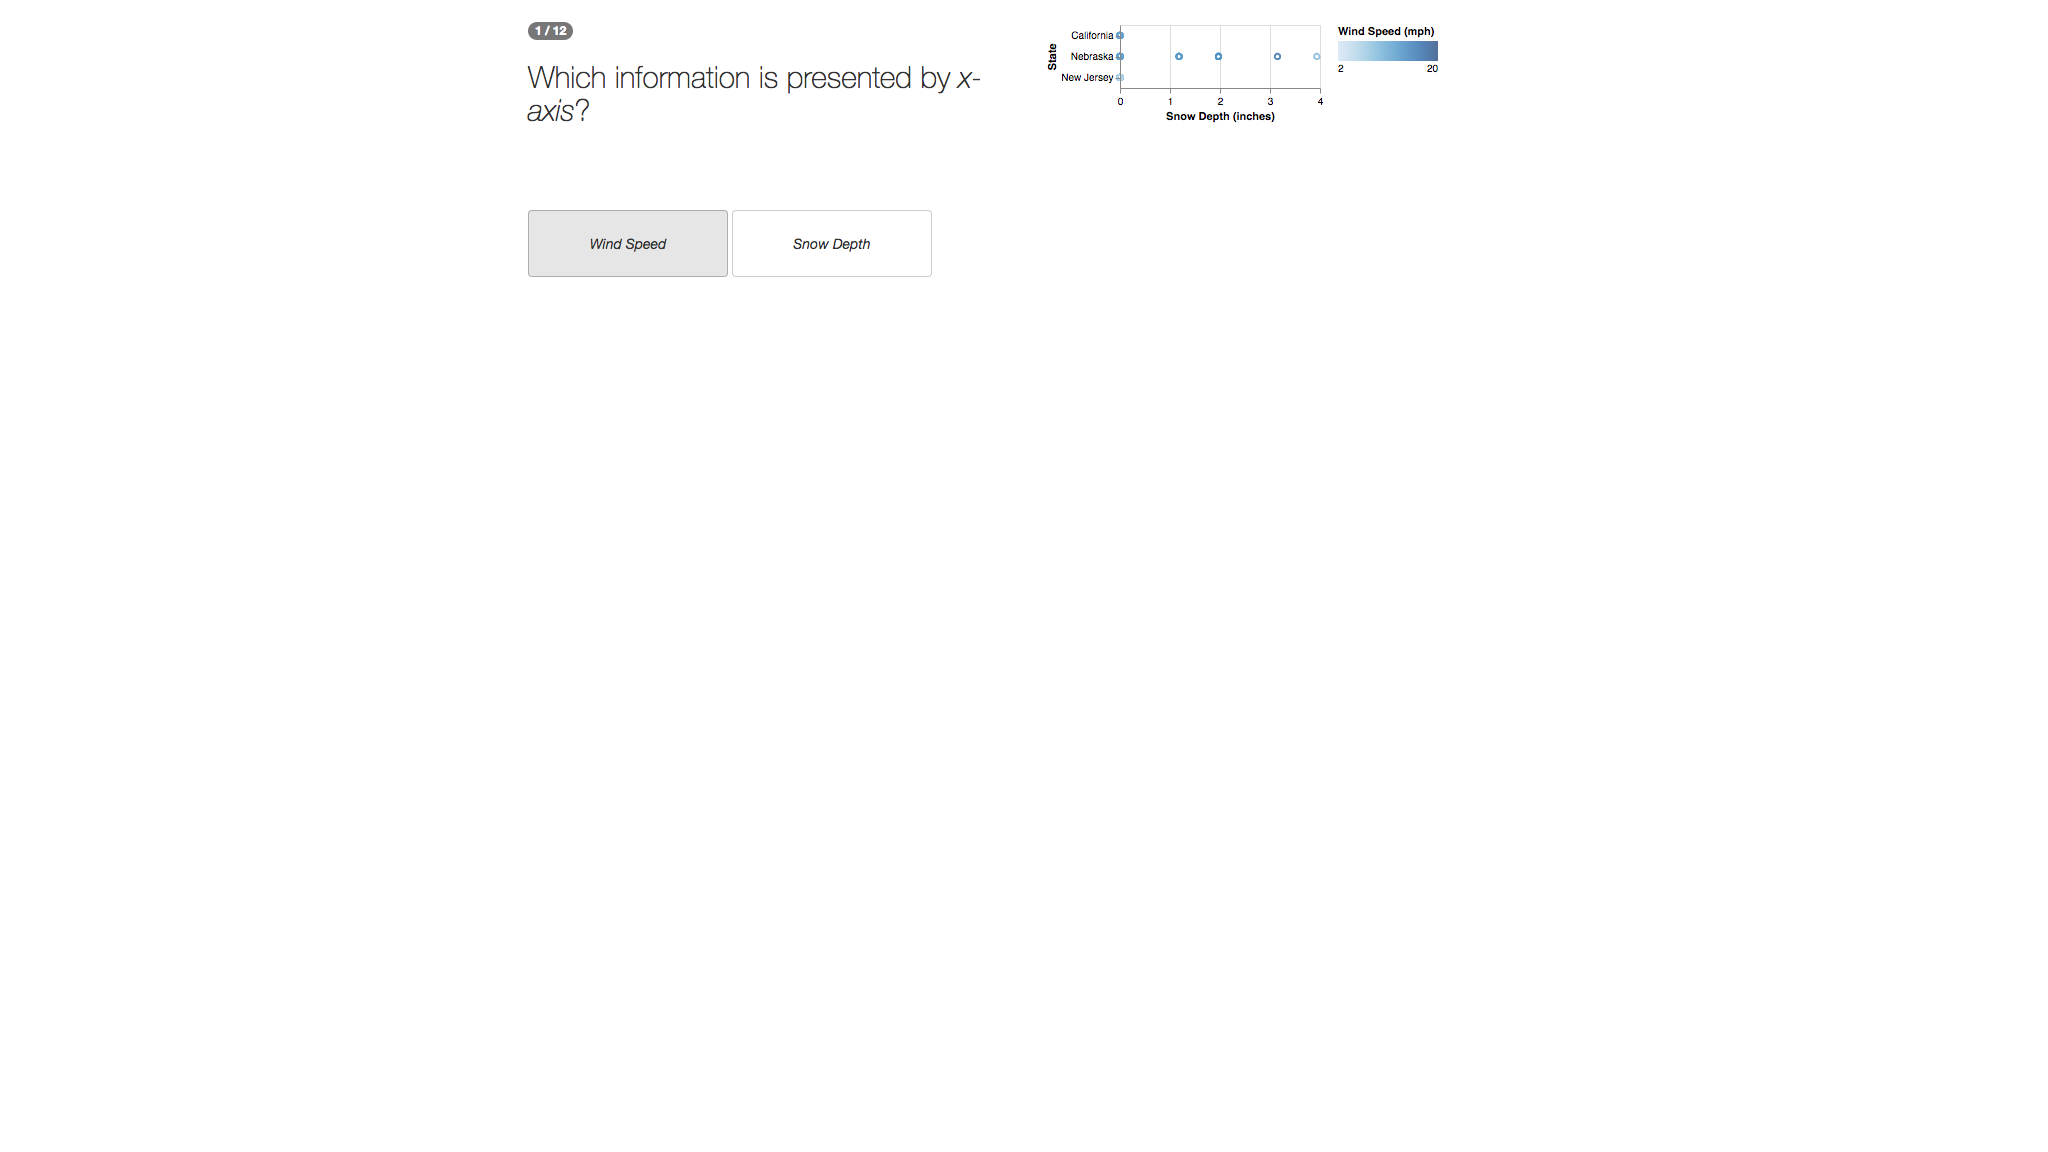 1 / 12
Which information is presented by x-
axis?
Wind Speed
Snow Depth
State
California
Nebraska
New Jersey
0 1 2 3 4
Snow Depth (inches)
Wind Speed (mph)
2 20